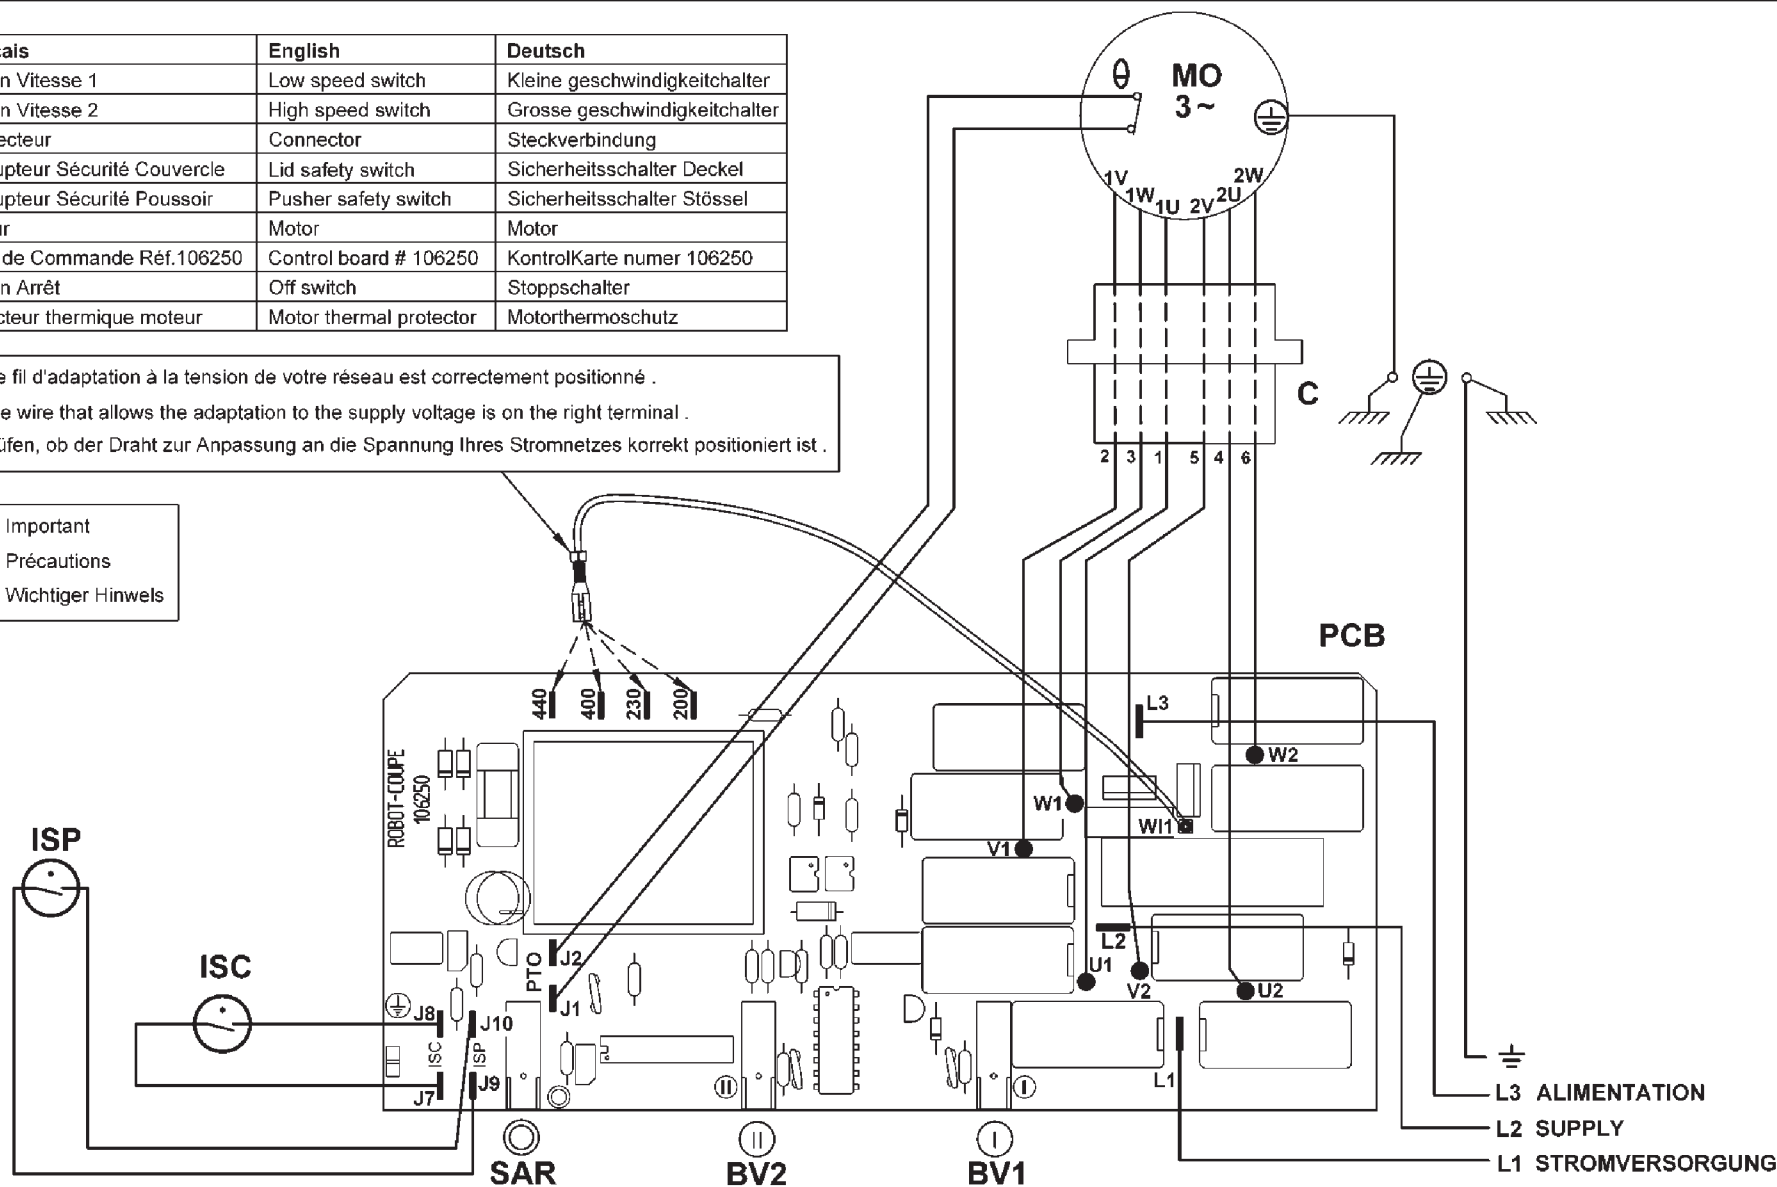 English Deutsch
Vitesse 1 Low speed switch Kleine geschwindigkeitchalter
Vitesse 2 High speed switch Grosse geschwindigkeitchalter
Connector Steckverbindung
Sécurité Couvercle Lid safety switch Sicherheitsschalter Deckel
Sécurité Poussoir Pusher safety switch Sicherheitsschalter Stössel
Motor Motor
de Commande Réf.106250 Control board # 106250 KontrolKarte numer 106250
Arrêt Off switch Stoppschalter
thermique moteur Motor thermal protector Motorthermoschutz
fil d'adaptation à la tension de votre réseau est correctement positionné .
wire that allows the adaptation to the supply voltage is on the right terminal .
ob der Draht zur Anpassung an die Spannung Ihres Stromnetzes korrekt positioniert ist .
Important
Précautions
Wichtiger Hinwels
θ MO
3 ~
1V 1W 1U 2V 2U 2W
C
2 3 1 5 4 6
PCB
440 400 230 200
ROBOT-COUPE
106250
L3
W2
W1
WI1
V1
L2
U1
V2
U2
L1
ISP
ISC
PTO
J2
J1
J8
J10
ISC
ISP
J7
J9
II
I
SAR
II
BV2
I
BV1
L3 ALIMENTATION
L2 SUPPLY
L1 STROMVERSORGUNG